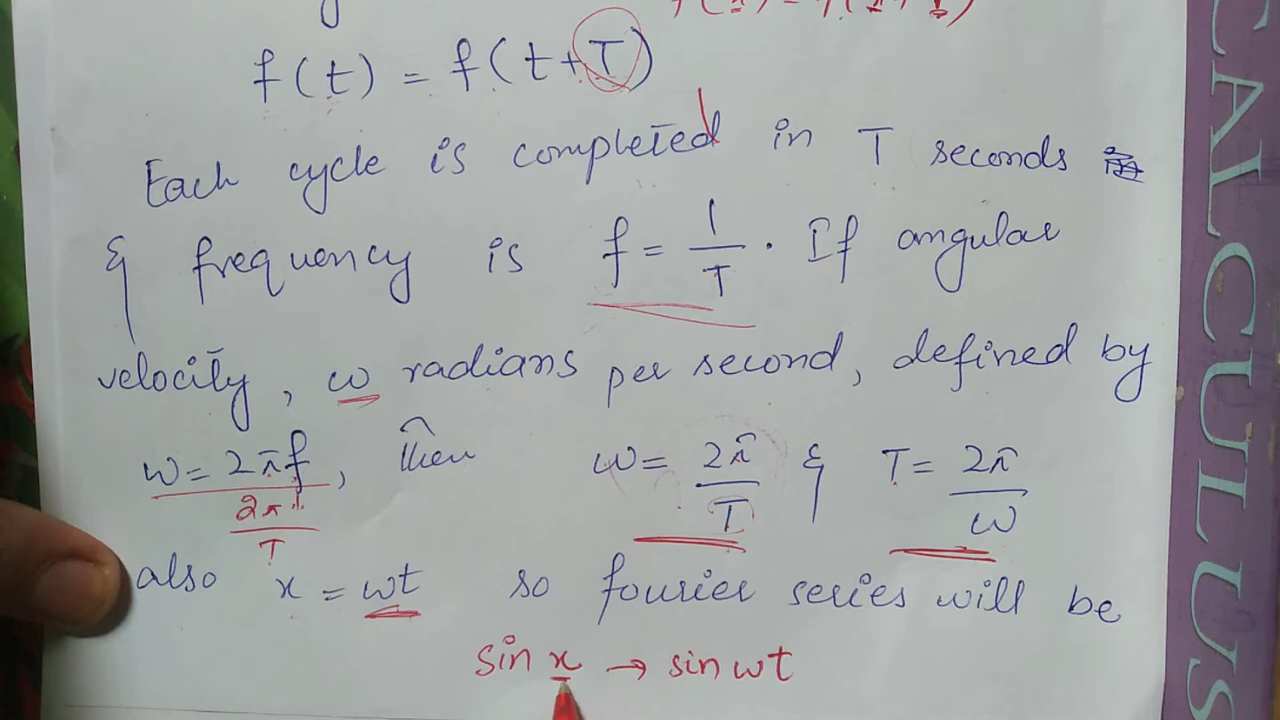 f(t) = f(t+T)
Each cycle is completed in T seconds
& frequency is f = 1/T . If angular
velocity, ω radians per second, defined by
ω = 2πf, then ω = 2π/T & T = 2π/ω
2π1/T
also x = ωt so fourier series will be
sin x → sin ωt
CALCULUS